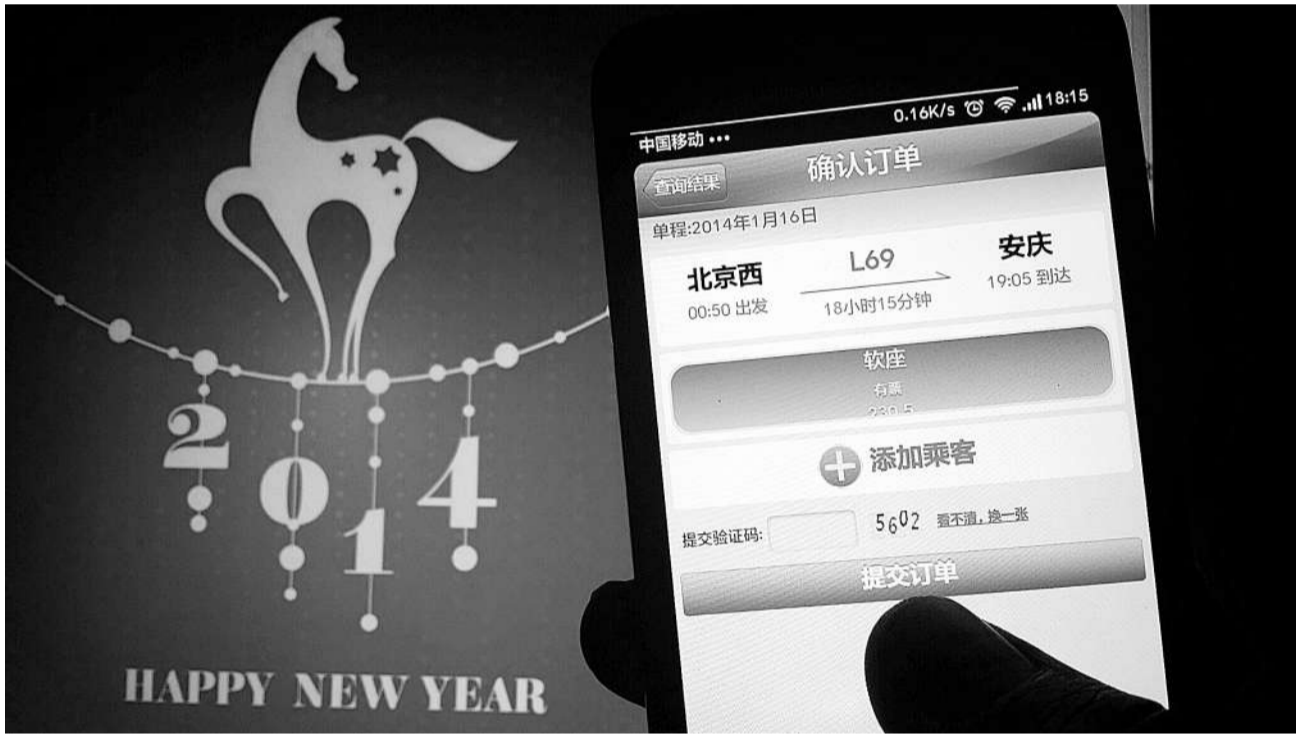 2014
HAPPY NEW YEAR
中国移动 ••• 0.16K/s 18:15
查询结果 确认订单
单程:2014年1月16日
北京西 L69 安庆
00:50 出发 18小时15分钟 19:05 到达
软座
有票
添加乘客
提交验证码: 5602 看不清，换一张
提交订单